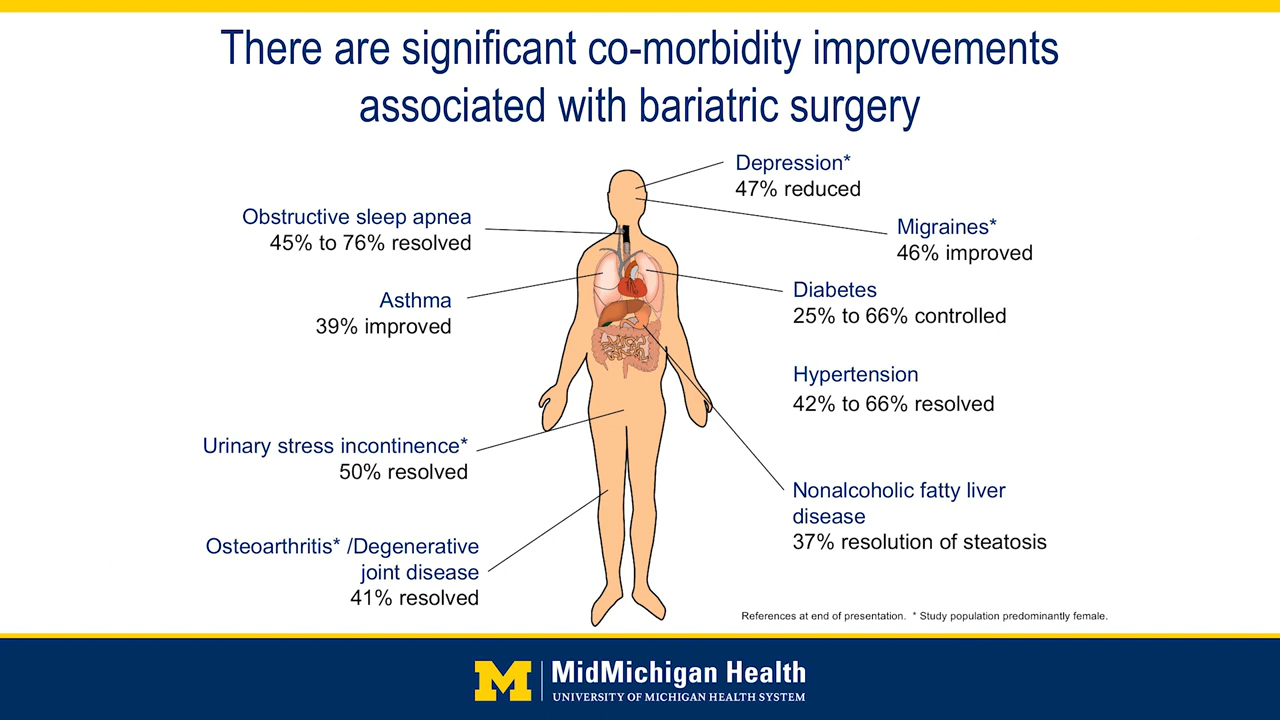 There are significant co-morbidity improvements
associated with bariatric surgery
Depression*
47% reduced
Obstructive sleep apnea
45% to 76% resolved
Migraines*
46% improved
Asthma
39% improved
Diabetes
25% to 66% controlled
Hypertension
42% to 66% resolved
Urinary stress incontinence*
50% resolved
Nonalcoholic fatty liver
disease
37% resolution of steatosis
Osteoarthritis* /Degenerative
joint disease
41% resolved
References at end of presentation. * Study population predominantly female.
M
MidMichigan Health
UNIVERSITY OF MICHIGAN HEALTH SYSTEM